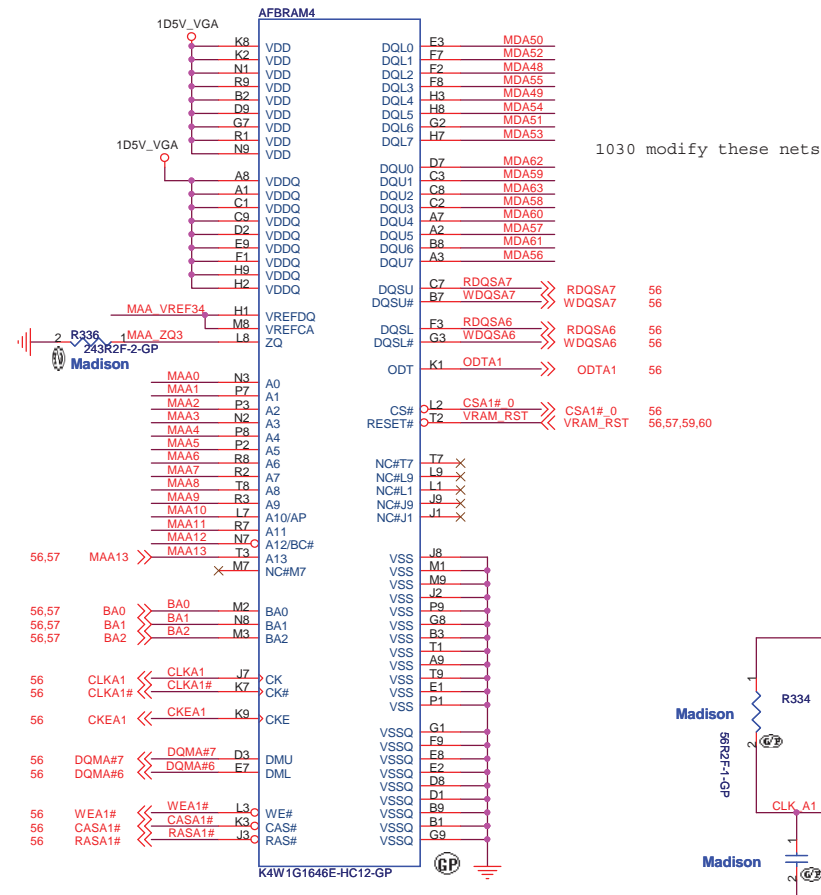 AFBRAM4
1D5V_VGA
K8 VDD
K2 VDD
N1 VDD
R9 VDD
B2 VDD
D9 VDD
G7 VDD
R1 VDD
N9 VDD
1D5V_VGA
A8 VDDQ
A1 VDDQ
C1 VDDQ
C9 VDDQ
D2 VDDQ
E9 VDDQ
F1 VDDQ
H9 VDDQ
H2 VDDQ
MAA_VREF34 H1 VREFDQ
M8 VREFCA
2 R336 1 MAA_ZQ3 L8 ZQ
243R2F-2-GP
Madison
MAA0 N3 A0
MAA1 P7 A1
MAA2 P3 A2
MAA3 N2 A3
MAA4 P8 A4
MAA5 P2 A5
MAA6 R8 A6
MAA7 R2 A7
MAA8 T8 A8
MAA9 R3 A9
MAA10 L7 A10/AP
MAA11 R7 A11
MAA12 N7 A12/BC#
56,57 MAA13 MAA13 T3 A13
M7 NC#M7
56,57 BA0 BA0 M2 BA0
56,57 BA1 BA1 N8 BA1
56,57 BA2 BA2 M3 BA2
56 CLKA1 CLKA1 J7 CK
56 CLKA1# CLKA1# K7 CK#
56 CKEA1 CKEA1 K9 CKE
56 DQMA#7 DQMA#7 D3 DMU
56 DQMA#6 DQMA#6 E7 DML
56 WEA1# WEA1# L3 WE#
56 CASA1# CASA1# K3 CAS#
56 RASA1# RASA1# J3 RAS#
K4W1G1646E-HC12-GP
DQL0 E3 MDA50
DQL1 F7 MDA52
DQL2 F2 MDA48
DQL3 F8 MDA55
DQL4 H3 MDA49
DQL5 H8 MDA54
DQL6 G2 MDA51
DQL7 H7 MDA53
1030 modify these nets
DQU0 D7 MDA62
DQU1 C3 MDA59
DQU2 C8 MDA63
DQU3 C2 MDA58
DQU4 A7 MDA60
DQU5 A2 MDA57
DQU6 B8 MDA61
DQU7 A3 MDA56
DQSU C7 RDQSA7 RDQSA7 56
DQSU# B7 WDQSA7 WDQSA7 56
DQSL F3 RDQSA6 RDQSA6 56
DQSL# G3 WDQSA6 WDQSA6 56
ODT K1 ODTA1 ODTA1 56
CS# L2 CSA1#_0 CSA1#_0 56
RESET# T2 VRAM_RST VRAM_RST 56,57,59,60
NC#T7 T7
NC#L9 L9
NC#L1 L1
NC#J9 J9
NC#J1 J1
VSS J8
VSS M1
VSS M9
VSS J2
VSS P9
VSS G8
VSS B3
VSS T1
VSS A9
VSS T9
VSS E1
VSS P1
VSSQ G1
VSSQ F9
VSSQ E8
VSSQ E2
VSSQ D8
VSSQ D1
VSSQ B9
VSSQ B1
VSSQ G9
GP
1
R334
Madison
56R2F-1-GP
2 G/P
CLK_A1
1
Madison
2 G/P